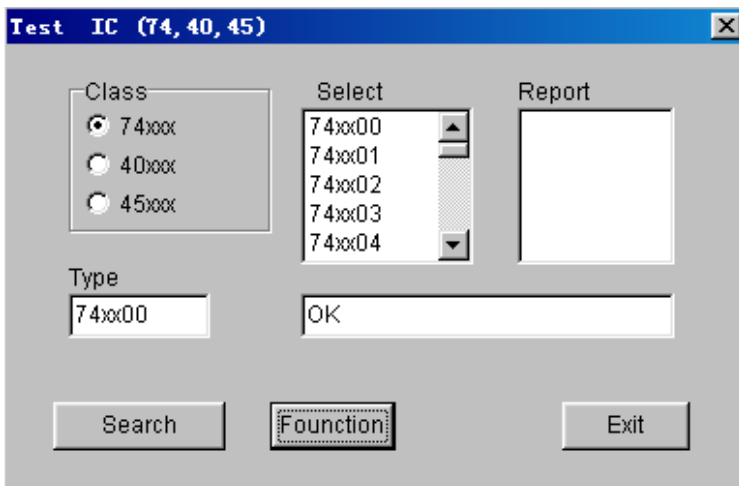 Test IC (74, 40, 45)
Class
74xxx
40xxx
45xxx
Select
74xx00
74xx01
74xx02
74xx03
74xx04
Report
Type
74xx00
OK
Search
Founction
Exit